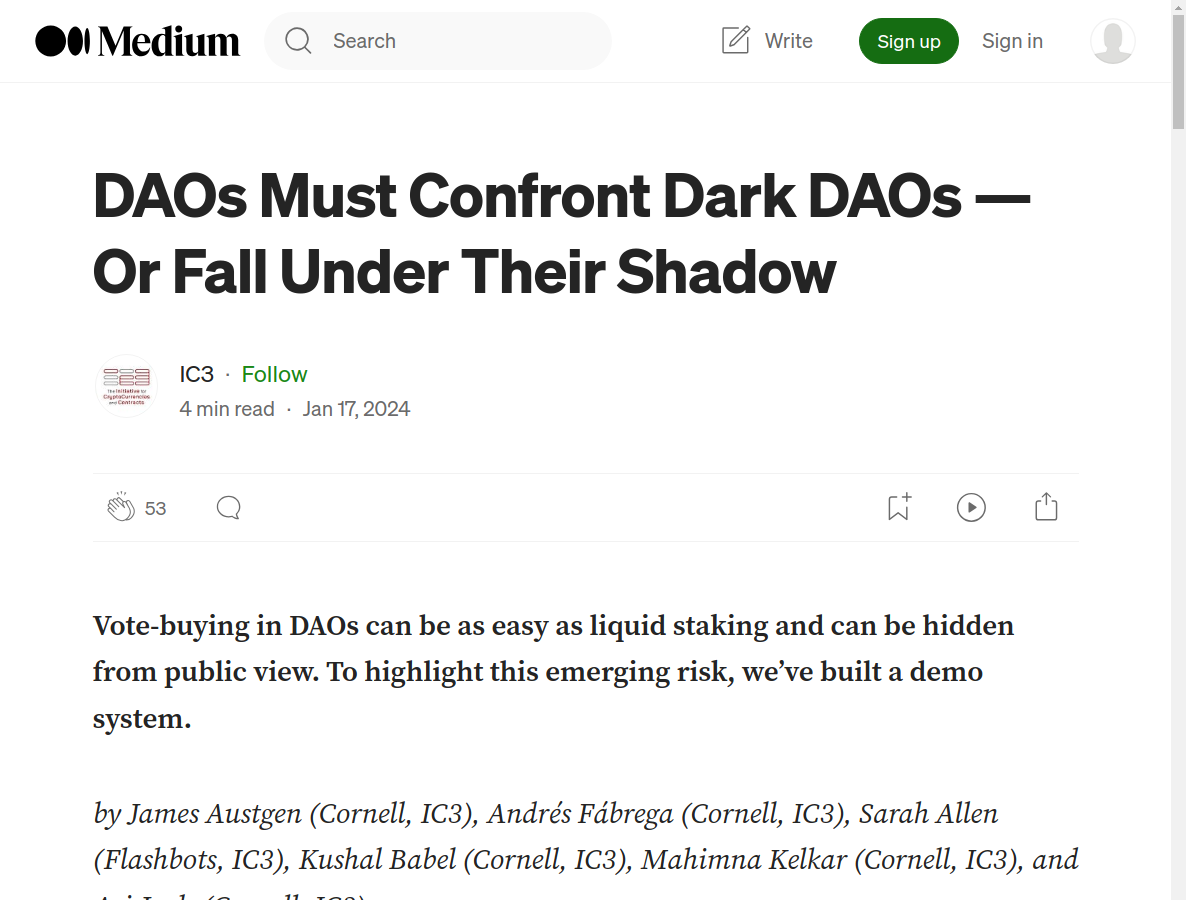 Medium
Search
Write
Sign up
Sign in
DAOs Must Confront Dark DAOs —
Or Fall Under Their Shadow
IC3 · Follow
4 min read · Jan 17, 2024
The Initiative for
CryptoCurrencies
and Contracts
53
Vote-buying in DAOs can be as easy as liquid staking and can be hidden
from public view. To highlight this emerging risk, we’ve built a demo
system.
by James Austgen (Cornell, IC3), Andrés Fábrega (Cornell, IC3), Sarah Allen
(Flashbots, IC3), Kushal Babel (Cornell, IC3), Mahimna Kelkar (Cornell, IC3), and